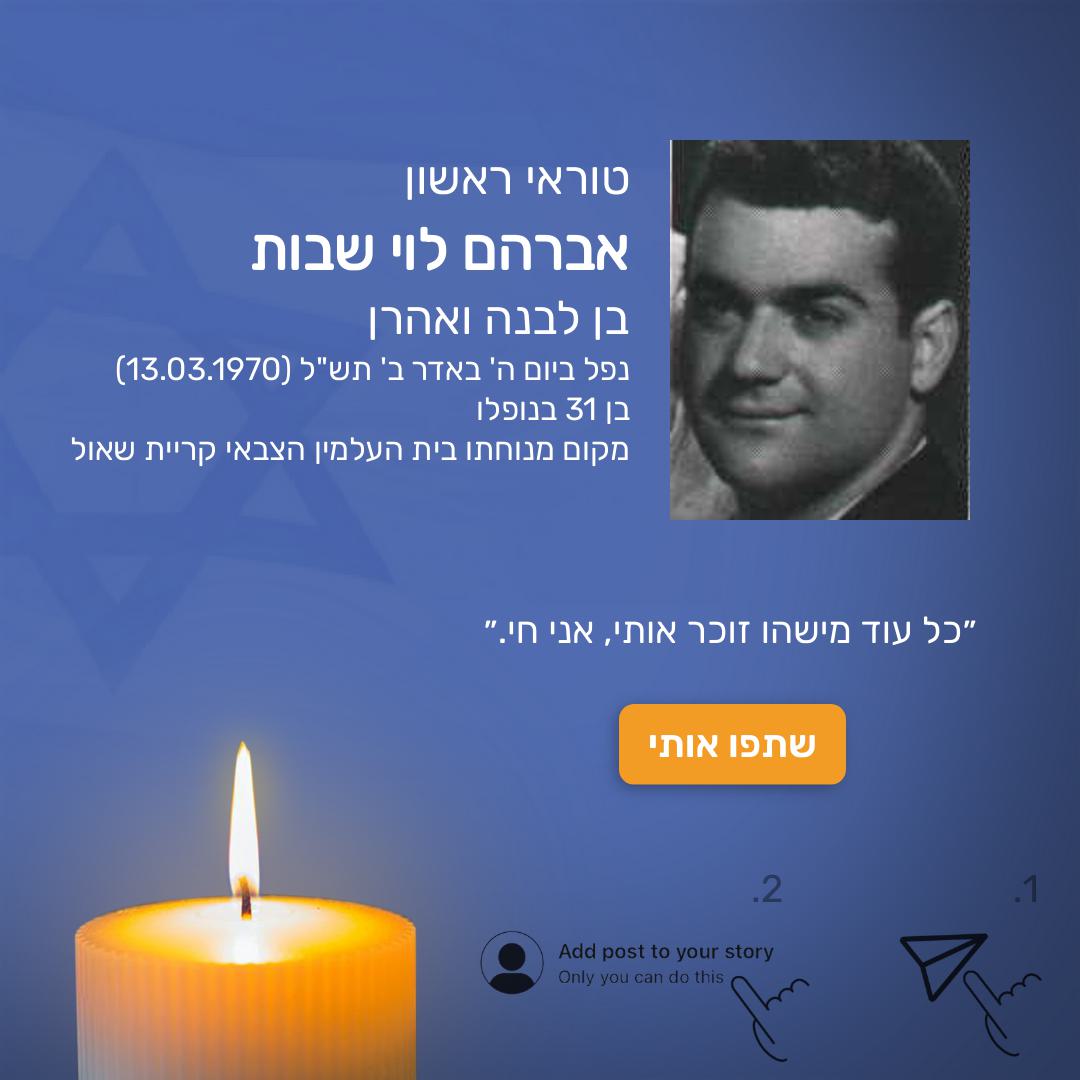 טוראי ראשון
אברהם לוי שבות
בן לבנה ואהרן
נפל ביום ה' באדר ב' תש"ל (13.03.1970)
בן 31 בנופלו
מקום מנוחתו בית העלמין הצבאי קריית שאול
״כל עוד מישהו זוכר אותי, אני חי.״
שתפו אותי
1.
2.
Add post to your story
Only you can do this